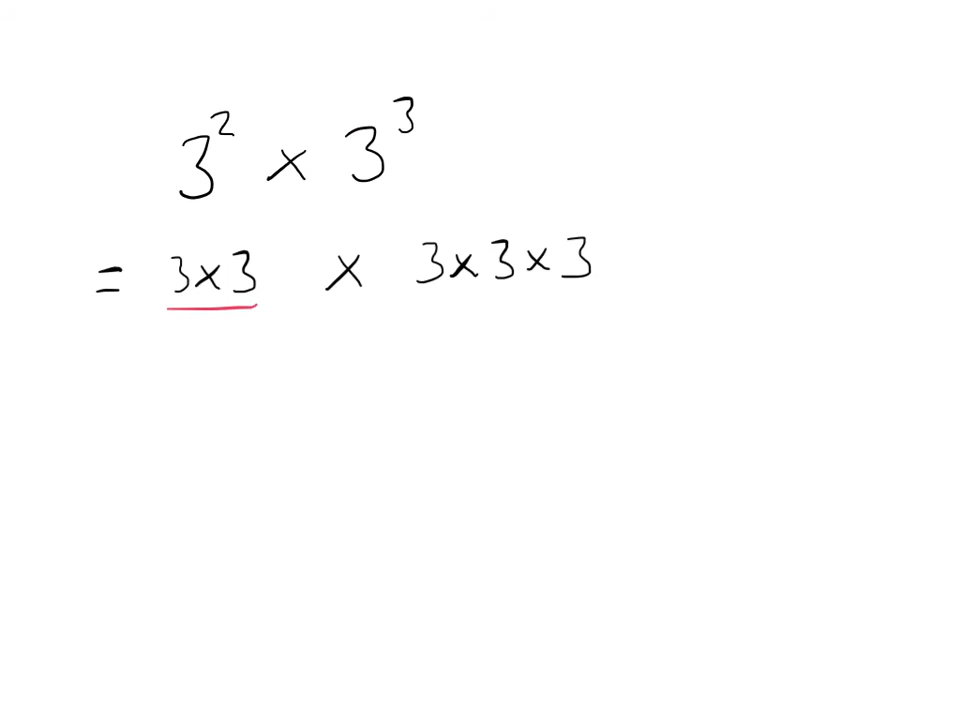 3² × 3³
= 3×3 × 3×3×3